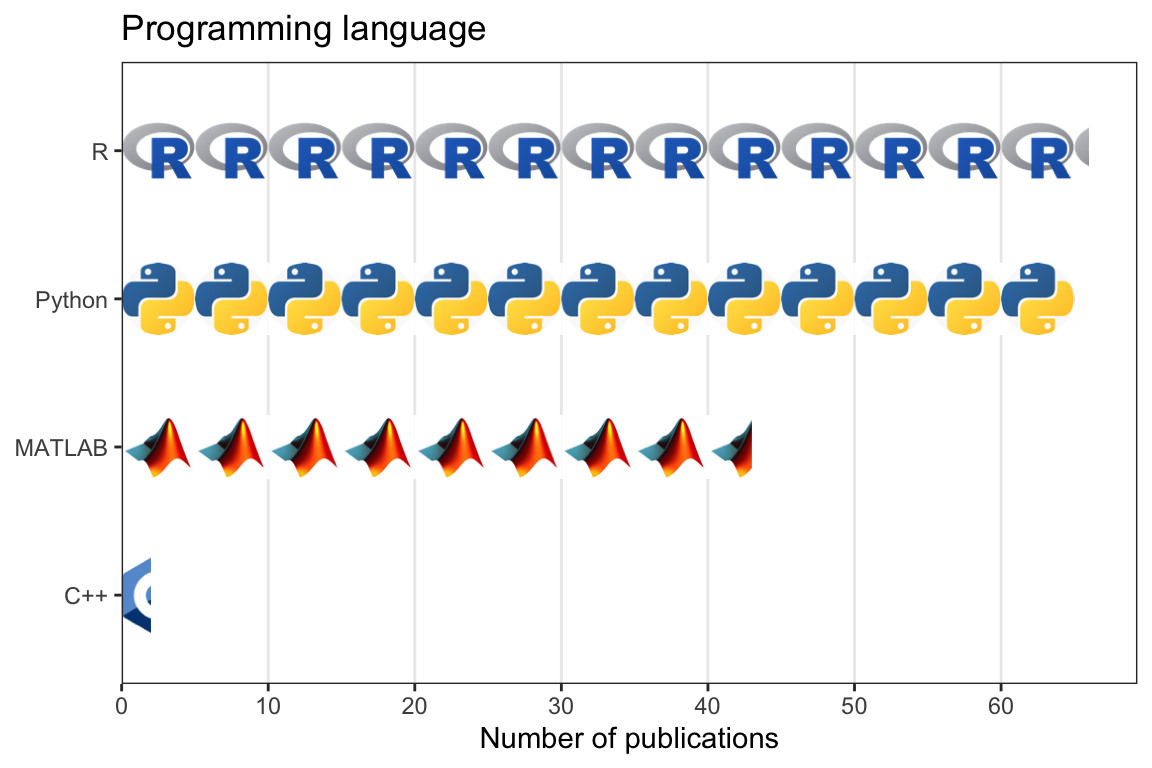 Programming language
R
R R R R R R R R R R R R R
Python
MATLAB
C++
0 10 20 30 40 50 60
Number of publications